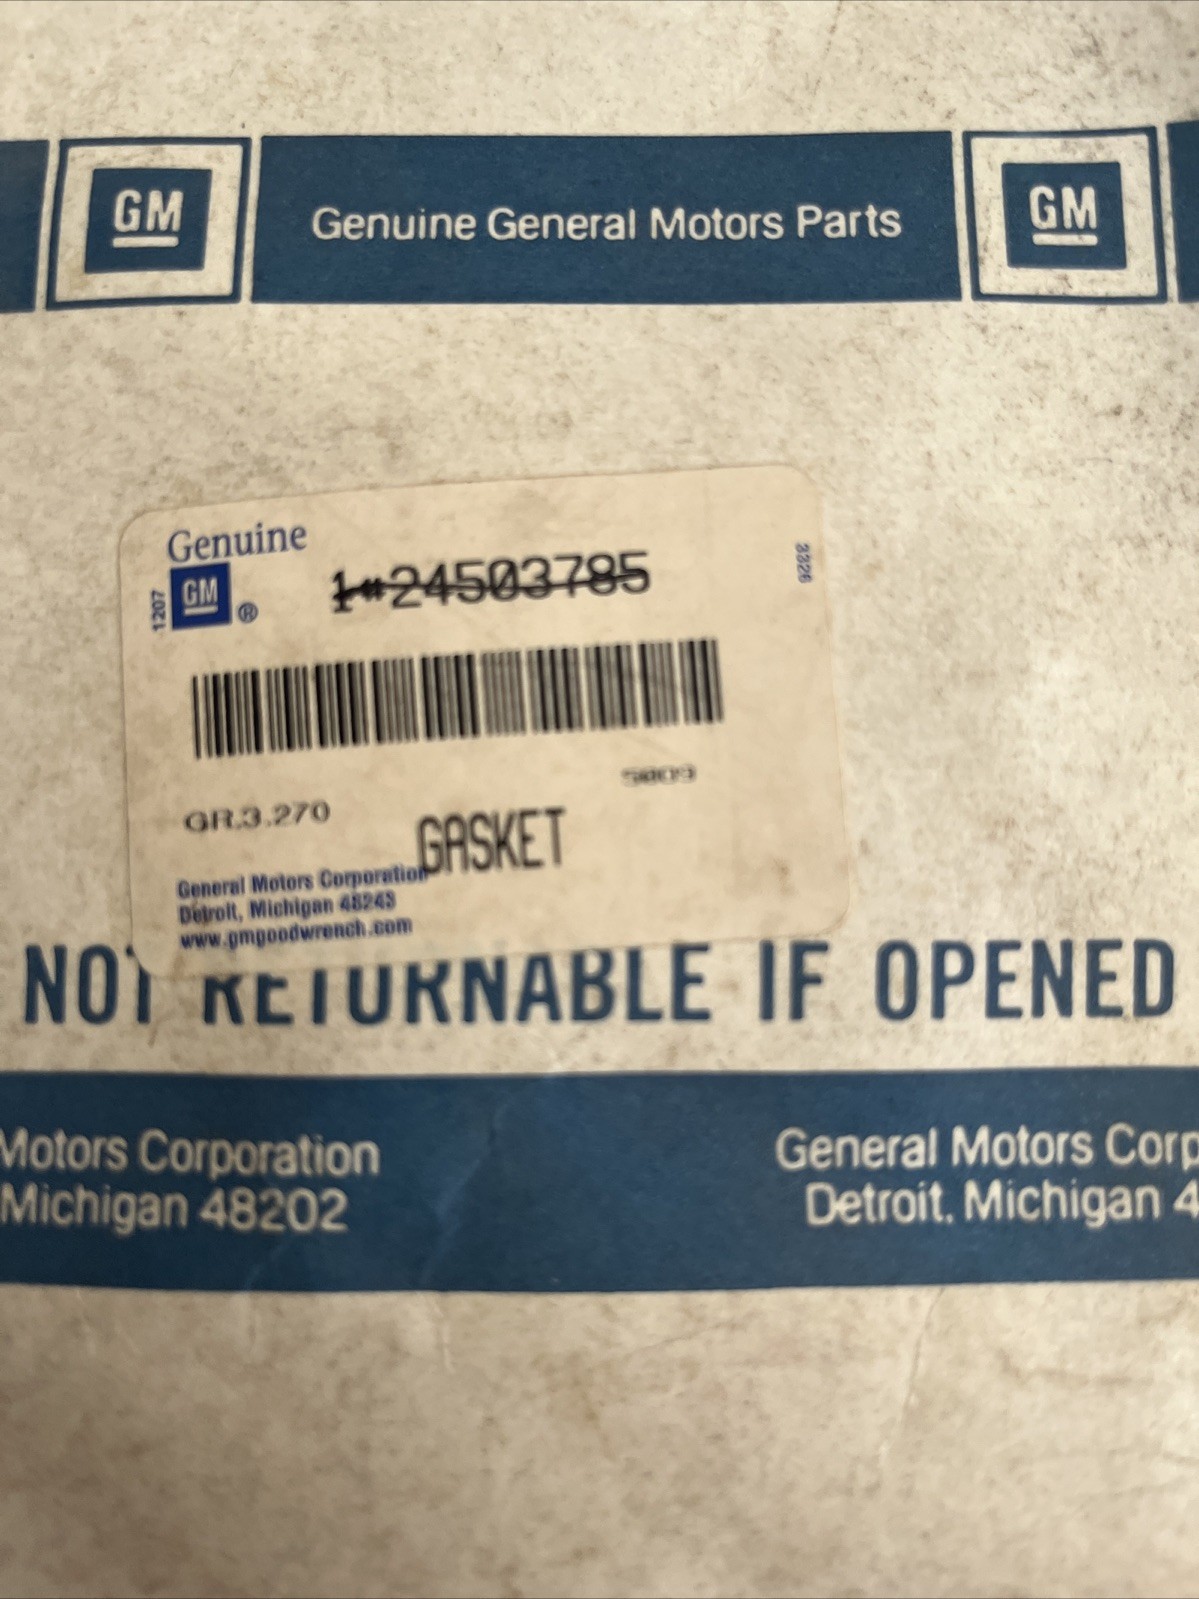 GM
Genuine General Motors Parts
GM
Genuine
GM
®
1207
1#24503785
3326
GR.3.270
GASKET
General Motors Corporation
Detroit, Michigan 48243
www.gmgoodwrench.com
NOT RETURNABLE IF OPENED
Motors Corporation
Michigan 48202
General Motors Corp
Detroit, Michigan 4